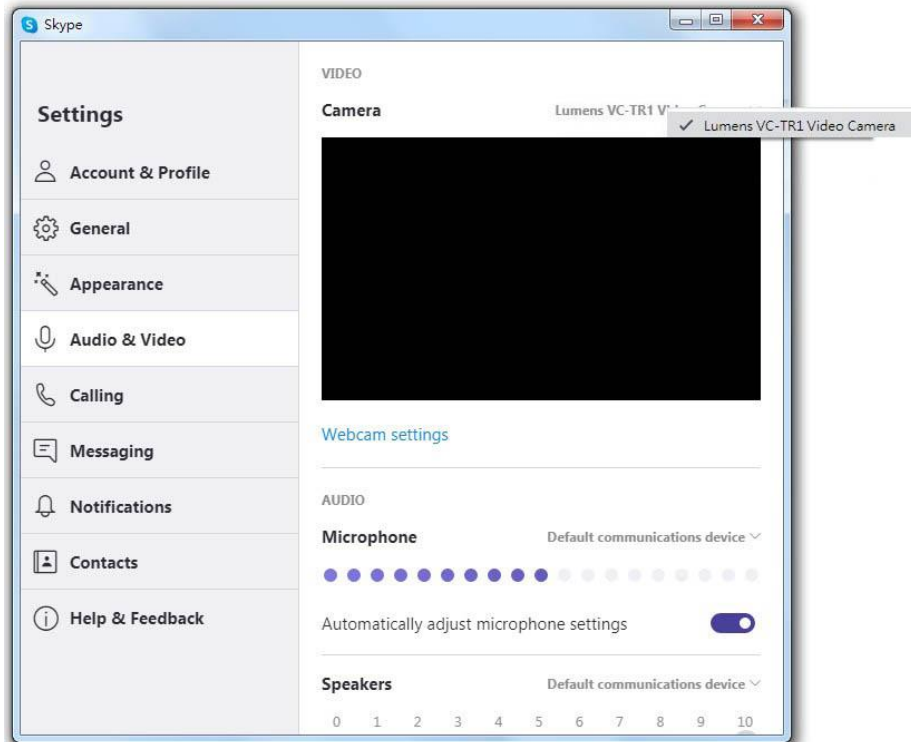 Skype
VIDEO
Settings
Camera
Lumens VC-TR1
Lumens VC-TR1 Video Camera
Account & Profile
General
Appearance
Audio & Video
Calling
Webcam settings
Messaging
AUDIO
Notifications
Microphone
Default communications device
Contacts
Help & Feedback
Automatically adjust microphone settings
Speakers
Default communications device
0 1 2 3 4 5 6 7 8 9 10